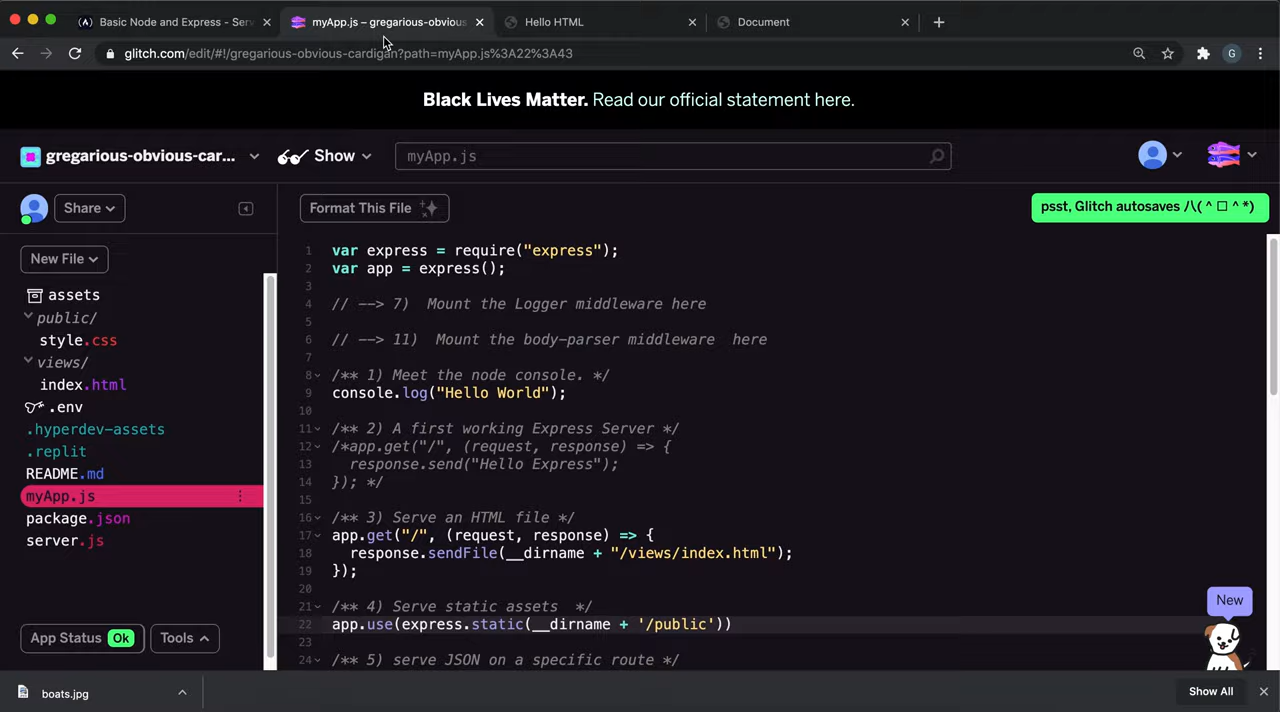 Basic Node and Express - Serv
myApp.js – gregarious-obvious
Hello HTML
Document
glitch.com/edit/#!/gregarious-obvious-cardigan?path=myApp.js%3A22%3A43
G
Black Lives Matter. Read our official statement here.
gregarious-obvious-car...
Show
myApp.js
Share
Format This File
psst, Glitch autosaves /\( ^ □ ^ *)
New File
assets
public/
style.css
views/
index.html
.env
.hyperdev-assets
.replit
README.md
myApp.js
package.json
server.js
App Status Ok
Tools
1 var express = require("express");
2 var app = express();
3
4 // --> 7)  Mount the Logger middleware here
5
6 // --> 11)  Mount the body-parser middleware  here
7
8 /** 1) Meet the node console. */
9 console.log("Hello World");
10
11 /** 2) A first working Express Server */
12 /*app.get("/", (request, response) => {
13   response.send("Hello Express");
14 }); */
15
16 /** 3) Serve an HTML file */
17 app.get("/", (request, response) => {
18   response.sendFile(__dirname + "/views/index.html");
19 });
20
21 /** 4) Serve static assets  */
22 app.use(express.static(__dirname + '/public'))
23
24 /** 5) serve JSON on a specific route */
New
boats.jpg
Show All